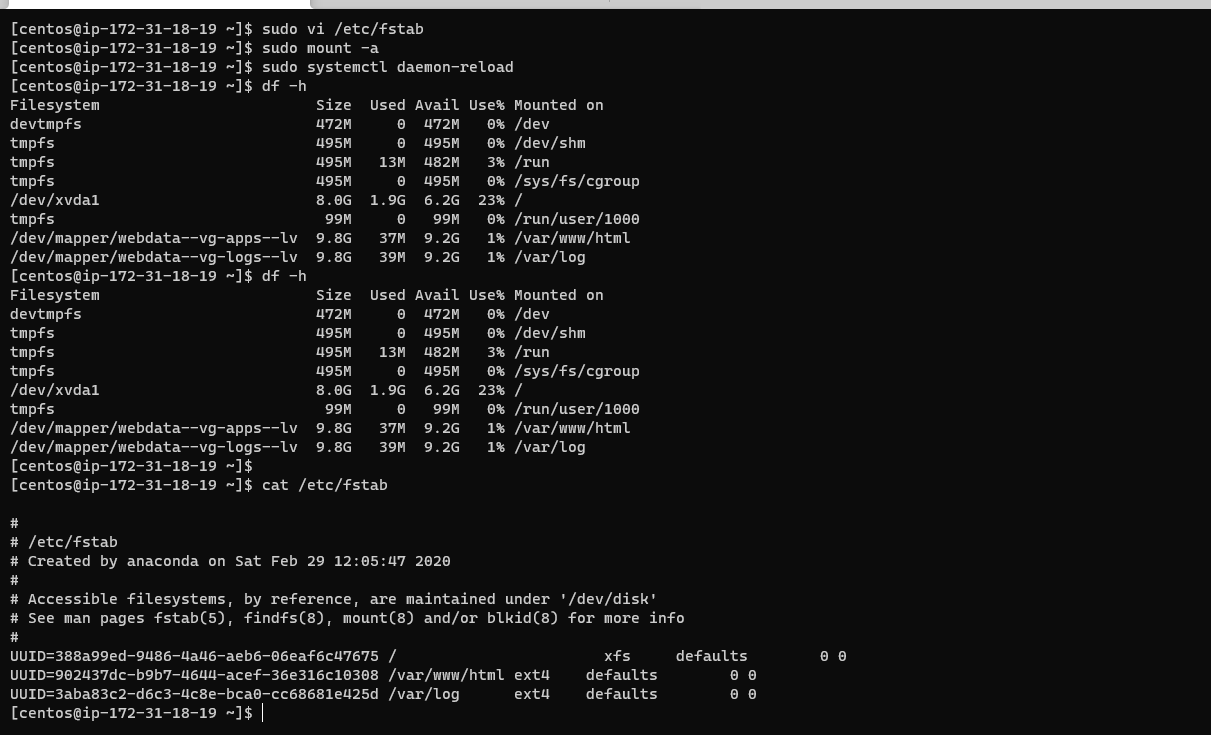 [centos@ip-172-31-18-19 ~]$ sudo vi /etc/fstab
[centos@ip-172-31-18-19 ~]$ sudo mount -a
[centos@ip-172-31-18-19 ~]$ sudo systemctl daemon-reload
[centos@ip-172-31-18-19 ~]$ df -h
Filesystem                        Size  Used Avail Use% Mounted on
devtmpfs                          472M     0  472M   0% /dev
tmpfs                             495M     0  495M   0% /dev/shm
tmpfs                             495M   13M  482M   3% /run
tmpfs                             495M     0  495M   0% /sys/fs/cgroup
/dev/xvda1                        8.0G  1.9G  6.2G  23% /
tmpfs                              99M     0   99M   0% /run/user/1000
/dev/mapper/webdata--vg-apps--lv  9.8G   37M  9.2G   1% /var/www/html
/dev/mapper/webdata--vg-logs--lv  9.8G   39M  9.2G   1% /var/log
[centos@ip-172-31-18-19 ~]$ df -h
Filesystem                        Size  Used Avail Use% Mounted on
devtmpfs                          472M     0  472M   0% /dev
tmpfs                             495M     0  495M   0% /dev/shm
tmpfs                             495M   13M  482M   3% /run
tmpfs                             495M     0  495M   0% /sys/fs/cgroup
/dev/xvda1                        8.0G  1.9G  6.2G  23% /
tmpfs                              99M     0   99M   0% /run/user/1000
/dev/mapper/webdata--vg-apps--lv  9.8G   37M  9.2G   1% /var/www/html
/dev/mapper/webdata--vg-logs--lv  9.8G   39M  9.2G   1% /var/log
[centos@ip-172-31-18-19 ~]$
[centos@ip-172-31-18-19 ~]$ cat /etc/fstab
#
# /etc/fstab
# Created by anaconda on Sat Feb 29 12:05:47 2020
#
# Accessible filesystems, by reference, are maintained under '/dev/disk'
# See man pages fstab(5), findfs(8), mount(8) and/or blkid(8) for more info
#
UUID=388a99ed-9486-4a46-aeb6-06eaf6c47675 /                       xfs     defaults        0 0
UUID=902437dc-b9b7-4644-acef-36e316c10308 /var/www/html ext4    defaults        0 0
UUID=3aba83c2-d6c3-4c8e-bca0-cc68681e425d /var/log      ext4    defaults        0 0
[centos@ip-172-31-18-19 ~]$